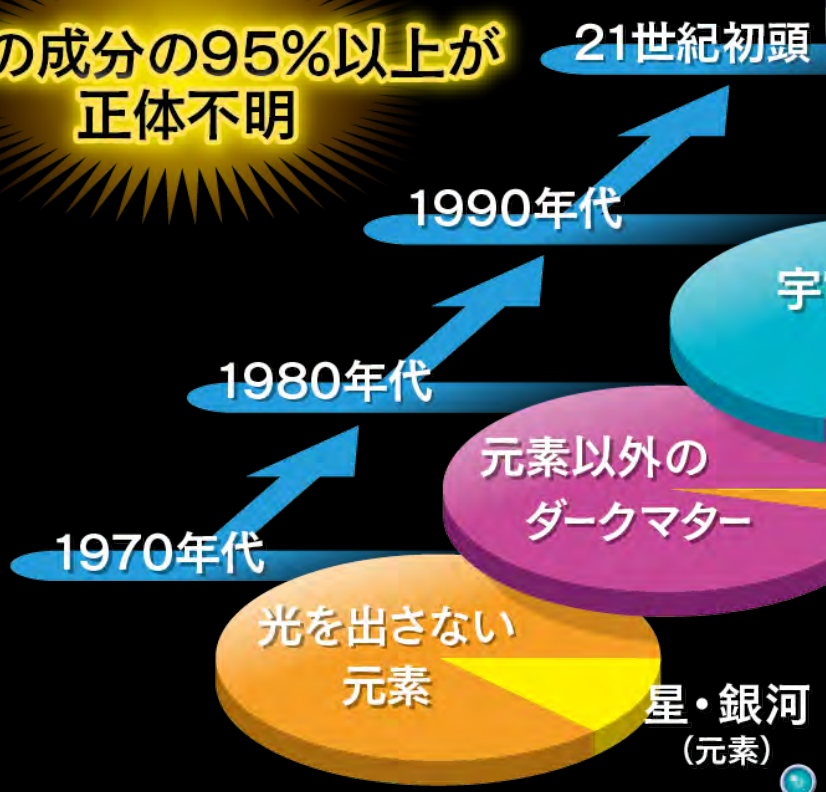 の成分の95%以上が
正体不明
21世紀初頭
1990年代
宇
1980年代
元素以外の
ダークマター
1970年代
光を出さない
元素
星・銀河
(元素)